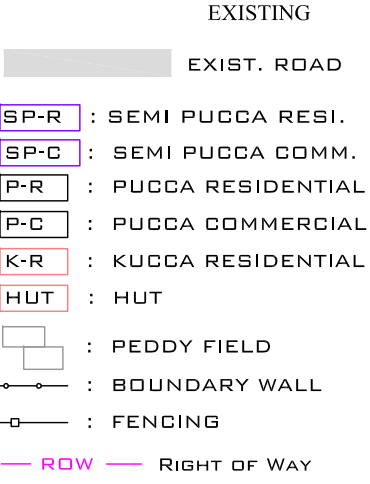 EXISTING
EXIST. ROAD
SP-R : SEMI PUCCA RESI.
SP-C : SEMI PUCCA COMM.
P-R : PUCCA RESIDENTIAL
P-C : PUCCA COMMERCIAL
K-R : KUCCA RESIDENTIAL
HUT : HUT
: PEDDY FIELD
: BOUNDARY WALL
: FENCING
ROW RIGHT OF WAY